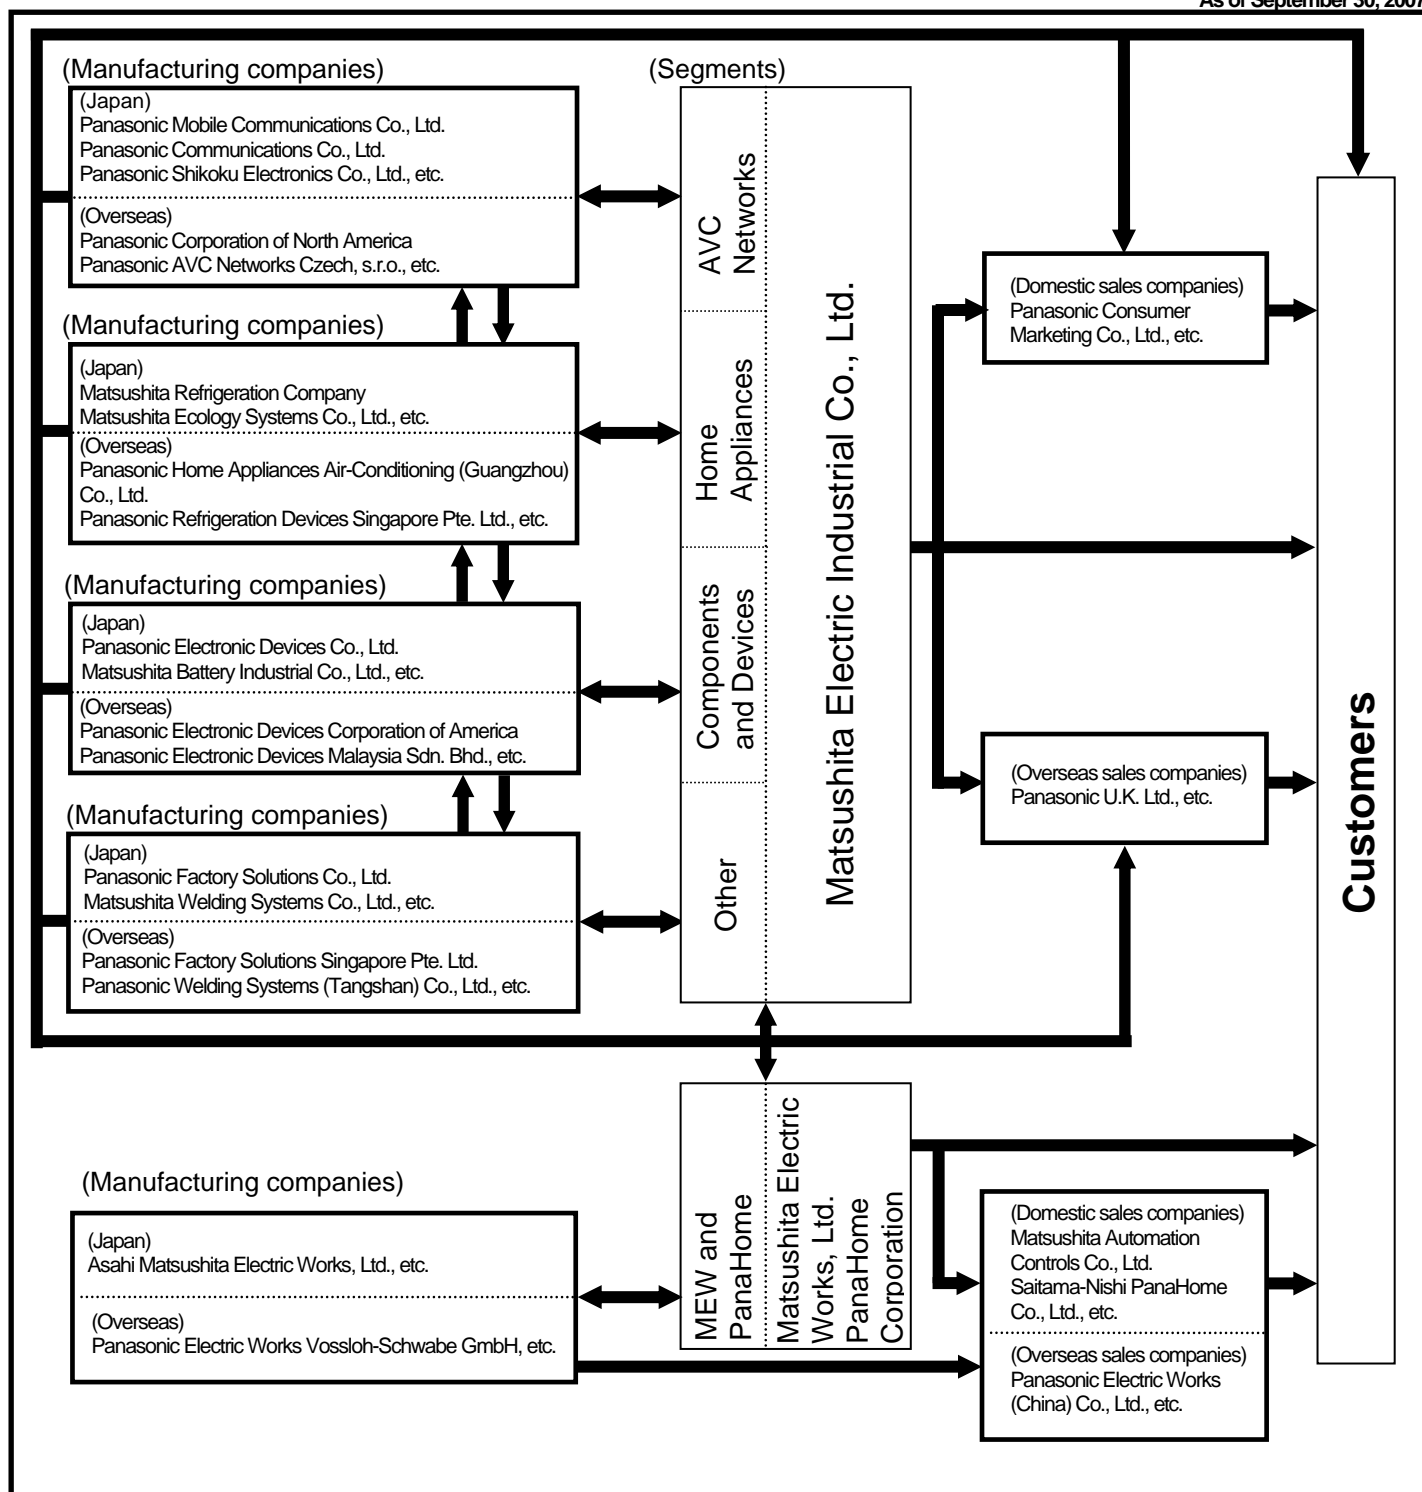 As of September 30, 2007
(Manufacturing companies)
(Japan)
Panasonic Mobile Communications Co., Ltd.
Panasonic Communications Co., Ltd.
Panasonic Shikoku Electronics Co., Ltd., etc.
(Overseas)
Panasonic Corporation of North America
Panasonic AVC Networks Czech, s.r.o., etc.
(Manufacturing companies)
(Japan)
Matsushita Refrigeration Company
Matsushita Ecology Systems Co., Ltd., etc.
(Overseas)
Panasonic Home Appliances Air-Conditioning (Guangzhou)
Co., Ltd.
Panasonic Refrigeration Devices Singapore Pte. Ltd., etc.
(Manufacturing companies)
(Japan)
Panasonic Electronic Devices Co., Ltd.
Matsushita Battery Industrial Co., Ltd., etc.
(Overseas)
Panasonic Electronic Devices Corporation of America
Panasonic Electronic Devices Malaysia Sdn. Bhd., etc.
(Manufacturing companies)
(Japan)
Panasonic Factory Solutions Co., Ltd.
Matsushita Welding Systems Co., Ltd., etc.
(Overseas)
Panasonic Factory Solutions Singapore Pte. Ltd.
Panasonic Welding Systems (Tangshan) Co., Ltd., etc.
(Segments)
AVC
Networks
Home
Appliances
Components
and Devices
Other
Matsushita Electric Industrial Co., Ltd.
(Domestic sales companies)
Panasonic Consumer
Marketing Co., Ltd., etc.
(Overseas sales companies)
Panasonic U.K. Ltd., etc.
Customers
(Manufacturing companies)
(Japan)
Asahi Matsushita Electric Works, Ltd., etc.
(Overseas)
Panasonic Electric Works Vossloh-Schwabe GmbH, etc.
MEW and
PanaHome
Matsushita Electric
Works, Ltd.
PanaHome
Corporation
(Domestic sales companies)
Matsushita Automation
Controls Co., Ltd.
Saitama-Nishi PanaHome
Co., Ltd., etc.
(Overseas sales companies)
Panasonic Electric Works
(China) Co., Ltd., etc.